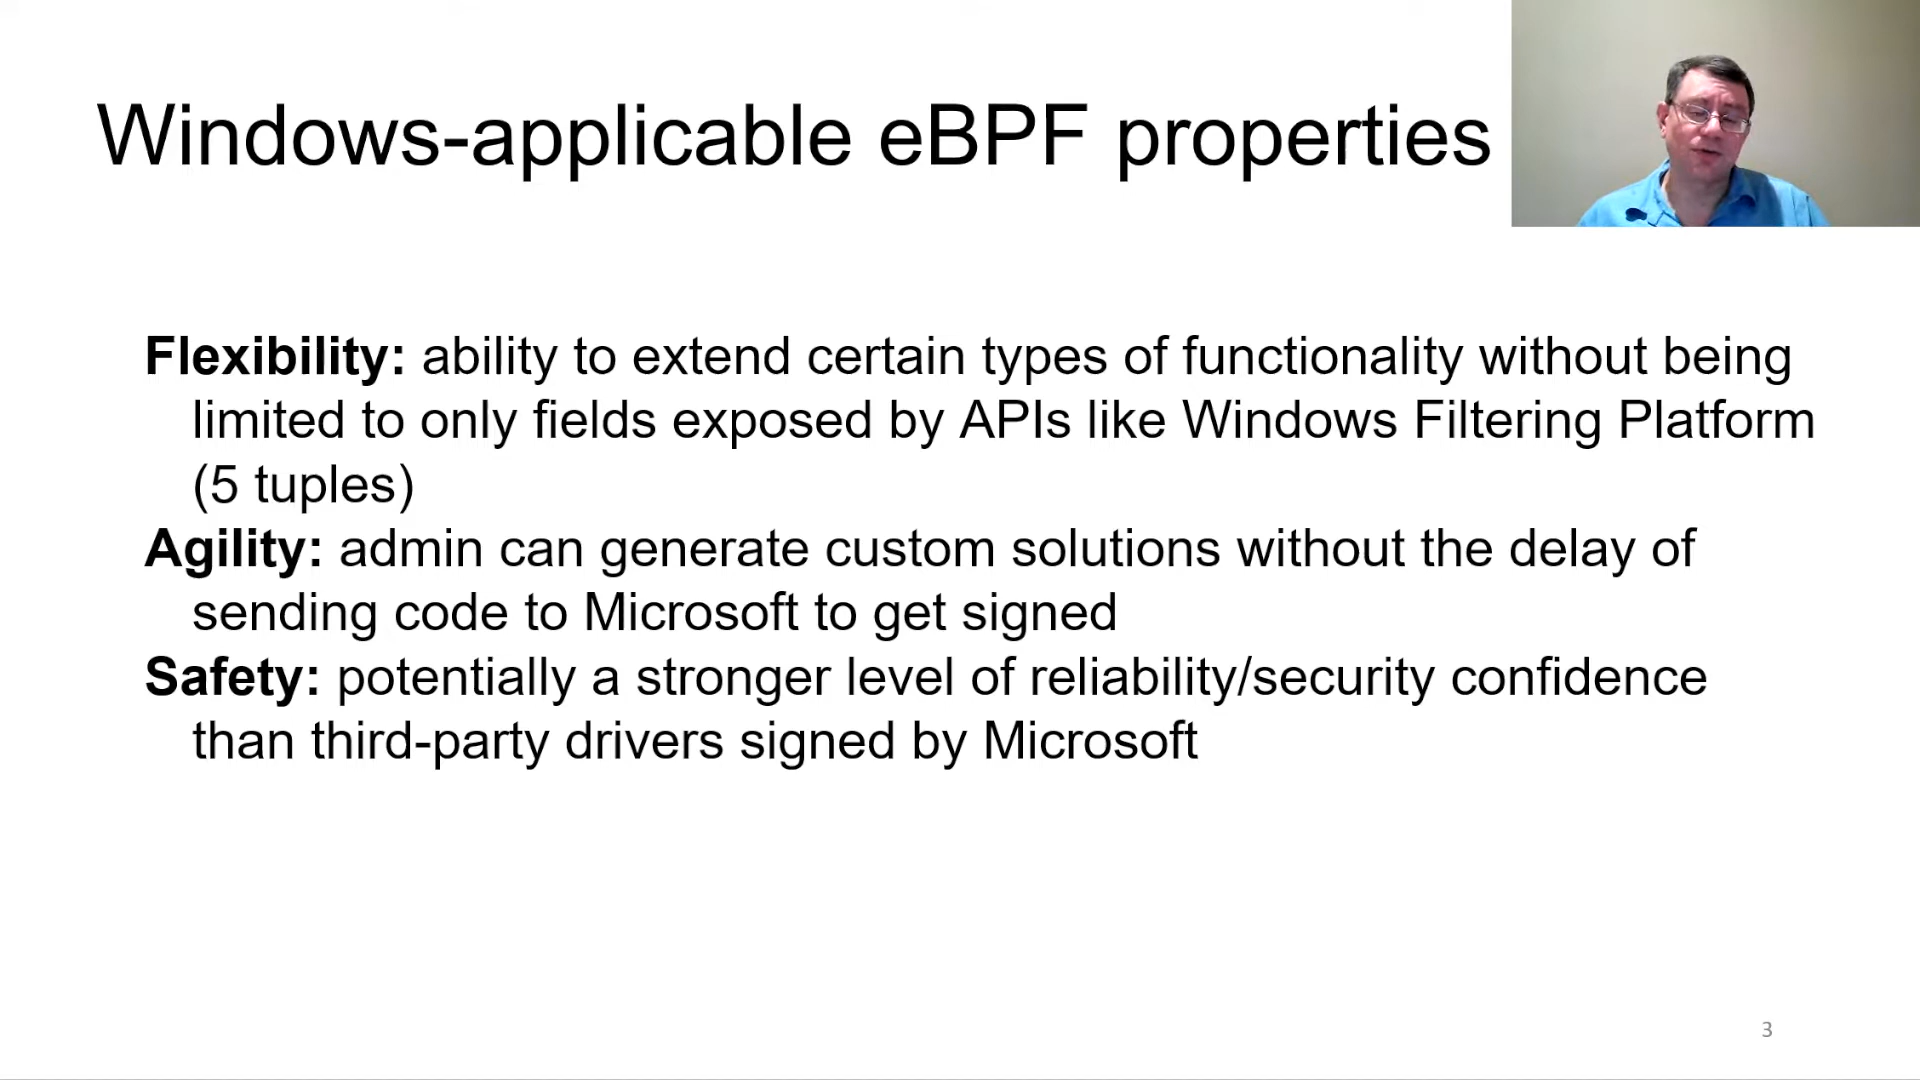 Windows-applicable eBPF properties
Flexibility: ability to extend certain types of functionality without being
limited to only fields exposed by APIs like Windows Filtering Platform
(5 tuples)
Agility: admin can generate custom solutions without the delay of
sending code to Microsoft to get signed
Safety: potentially a stronger level of reliability/security confidence
than third-party drivers signed by Microsoft
3